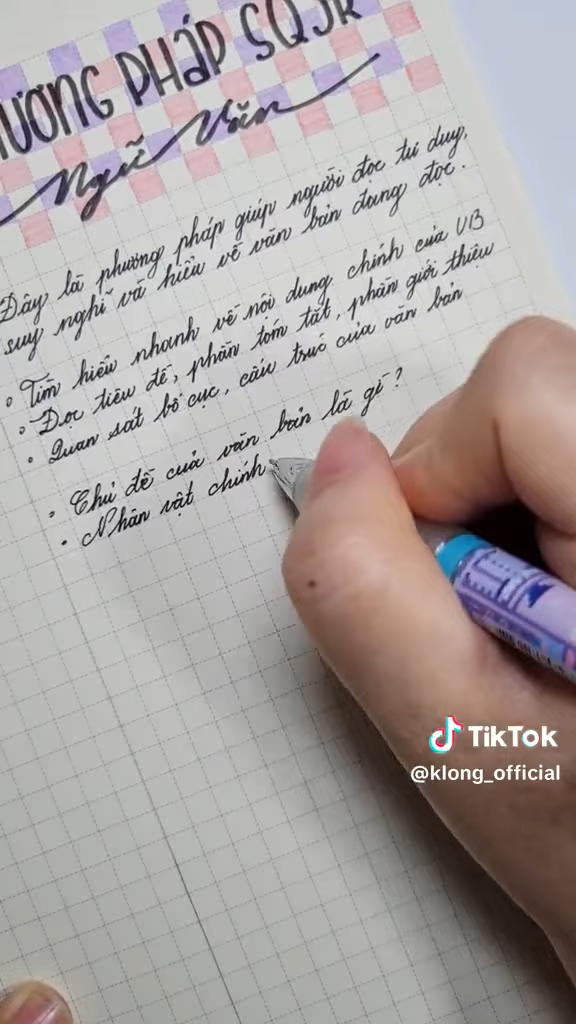 ƯƠNG PHÁP SQ3R
Ngữ Văn
Đây là phương pháp giúp người đọc tư duy,
suy nghĩ và hiểu về văn bản đang đọc.
Tìm hiểu nhanh về nội dung chính của VB
Đọc tiêu đề, phần tóm tắt, phần giới thiệu
Quan sát bố cục, cấu trúc của văn bản
Chủ đề của văn bản là gì?
Nhân vật chính
TikTok
@klong_official